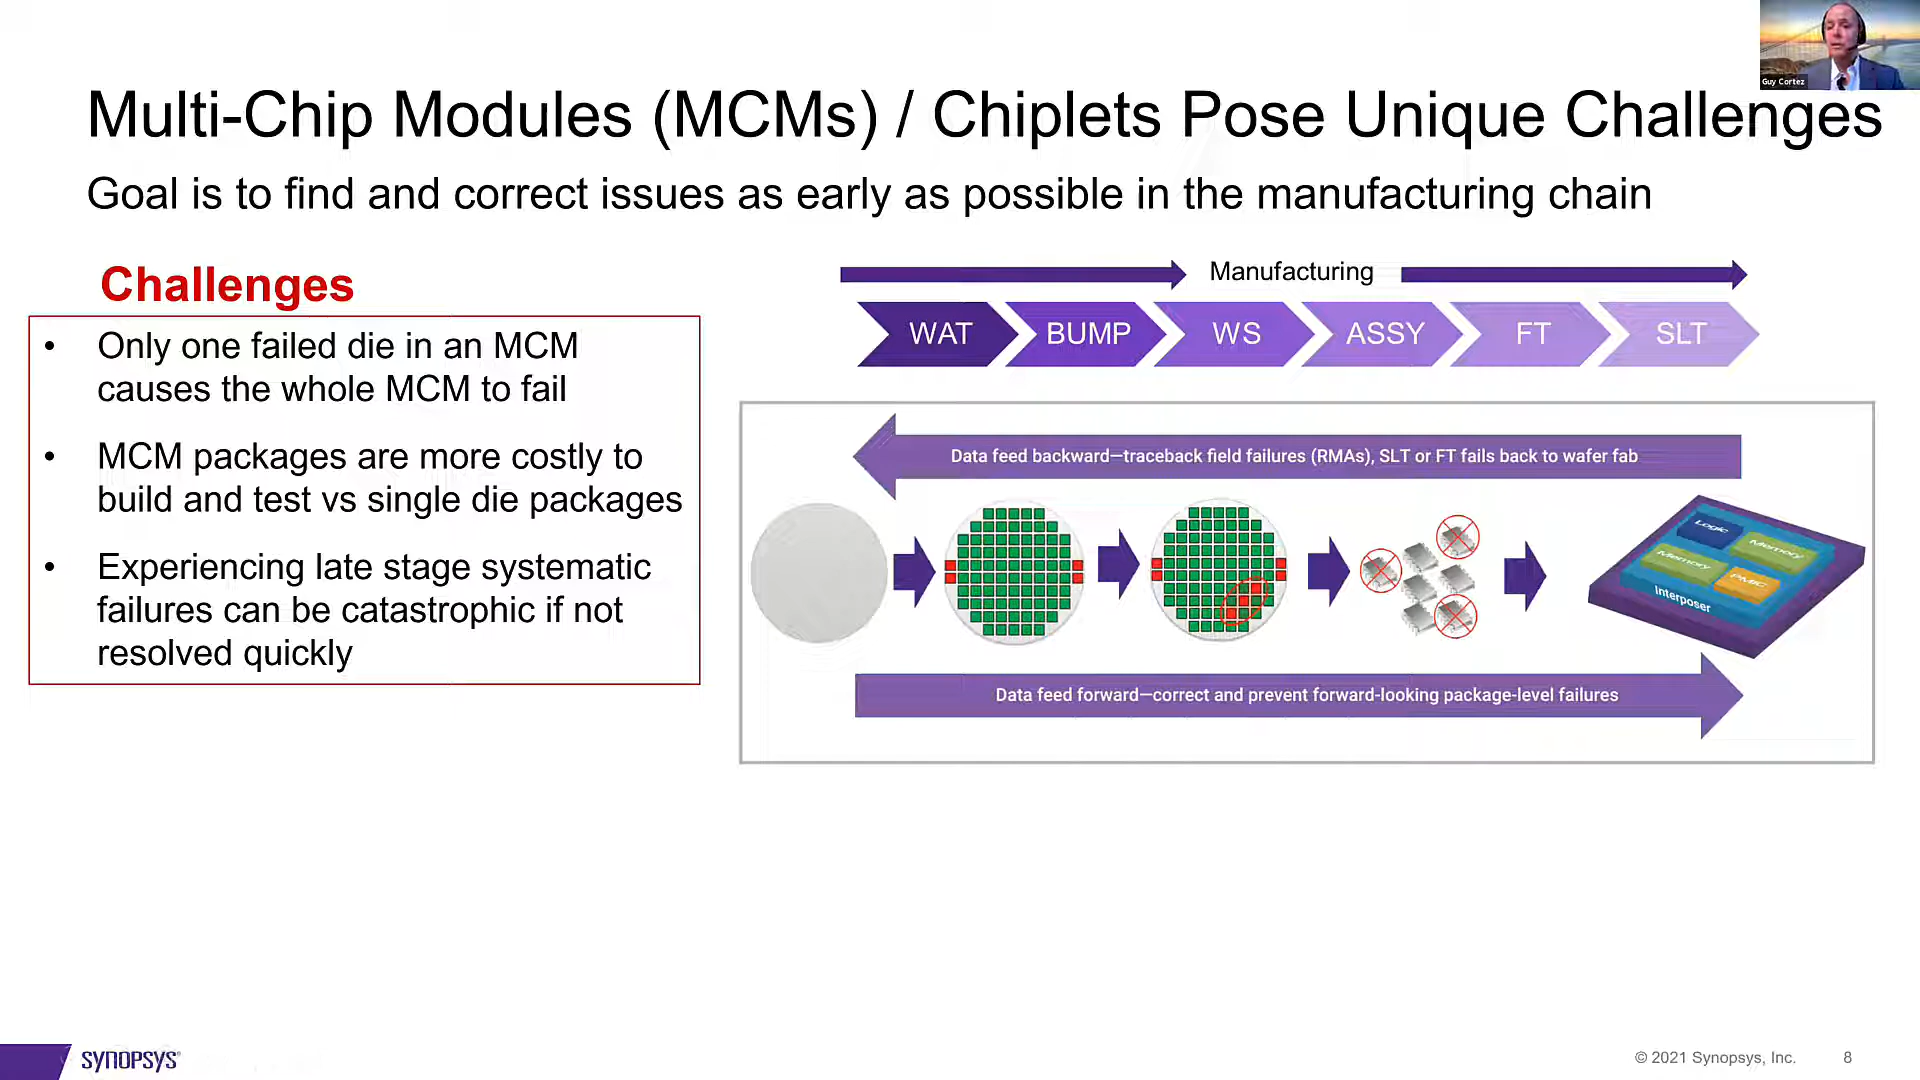 Guy Cortez
Multi-Chip Modules (MCMs) / Chiplets Pose Unique Challenges
Goal is to find and correct issues as early as possible in the manufacturing chain
Challenges
• Only one failed die in an MCM
causes the whole MCM to fail
• MCM packages are more costly to
build and test vs single die packages
• Experiencing late stage systematic
failures can be catastrophic if not
resolved quickly
Manufacturing
WAT BUMP WS ASSY FT SLT
Data feed backward—traceback field failures (RMAs), SLT or FT fails back to wafer fab
Logic
Memory
Memory
PMIC
Interposer
Data feed forward—correct and prevent forward-looking package-level failures
SYNOPSYS®
© 2021 Synopsys, Inc. 8